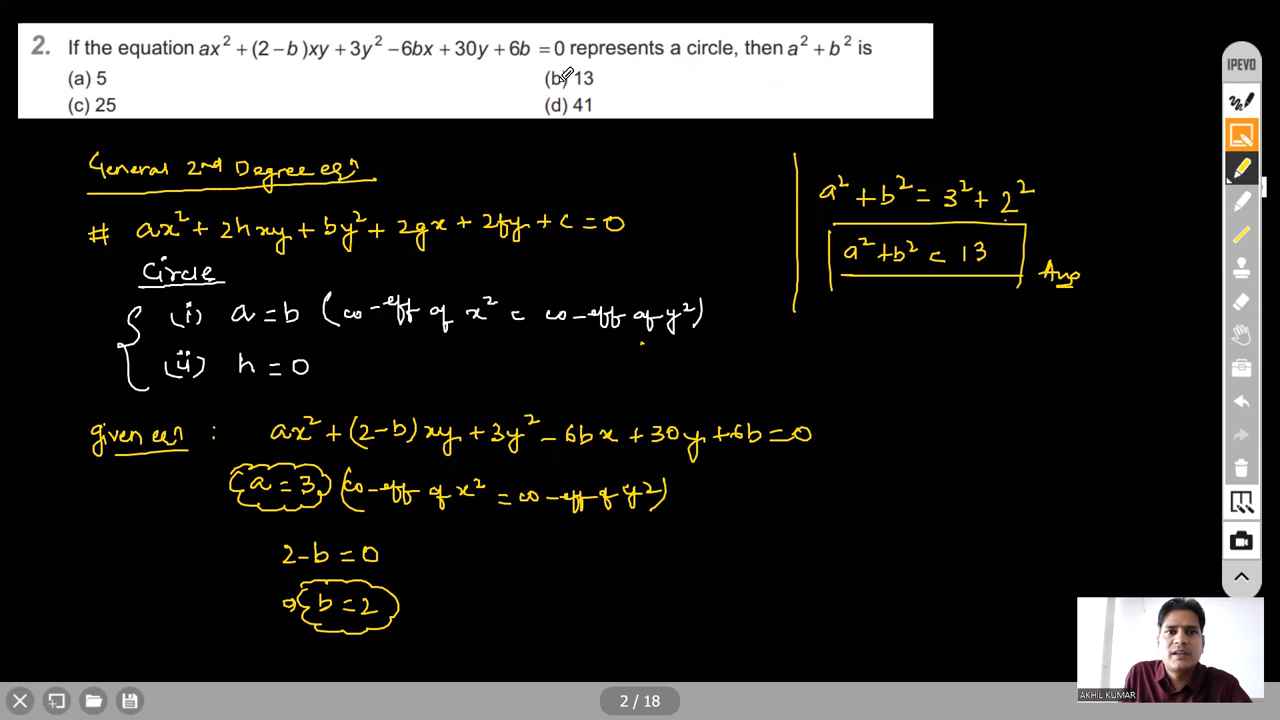 2. If the equation ax² + (2 – b)xy + 3y² – 6bx + 30y + 6b = 0 represents a circle, then a² + b² is
(a) 5 (b) 13
(c) 25 (d) 41
General 2nd Degree eqn
# ax² + 2hxy + by² + 2gx + 2fy + c = 0
Circle
(i) a = b (co-eff of x² = co-eff of y²)
(ii) h = 0
given eqn : ax² + (2-b)xy + 3y² - 6bx + 30y + 6b = 0
a = 3 (co-eff of x² = co-eff of y²)
2-b = 0
⇒ b = 2
a² + b² = 3² + 2²
a² + b² = 13
Ans
IPEVO
2 / 18
AKHIL KUMAR